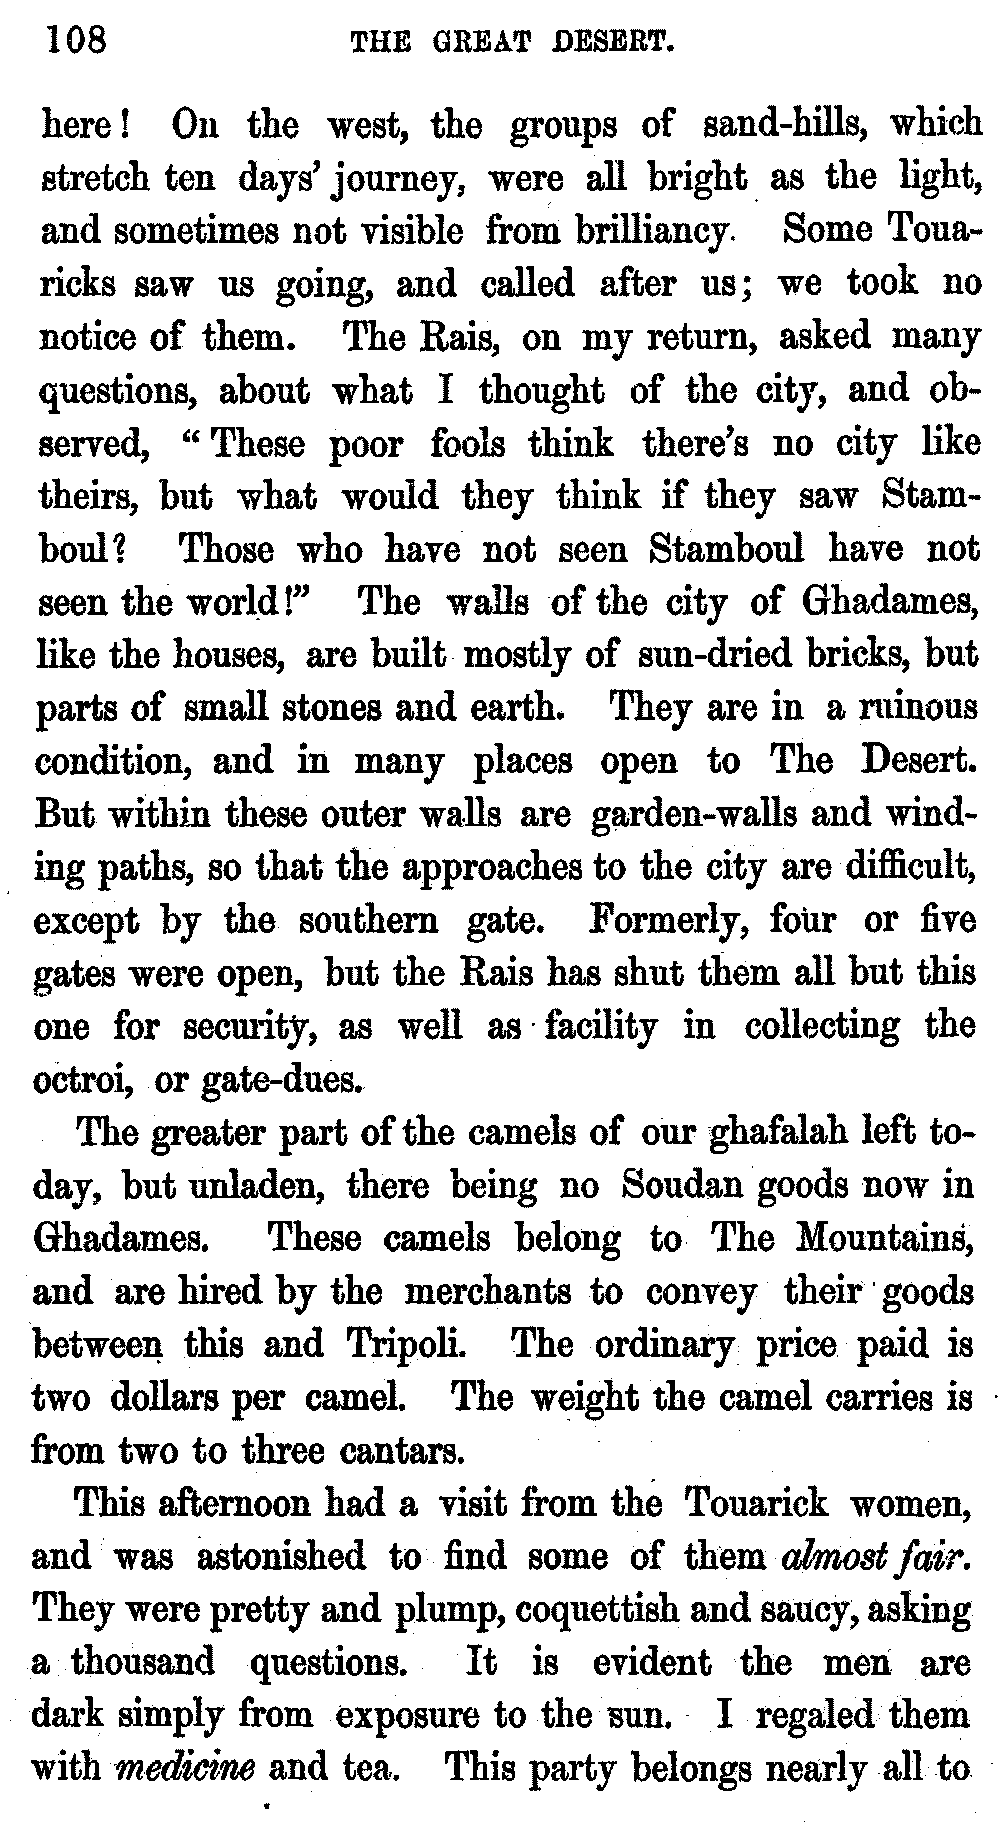 108 THE GREAT DESERT.
here! On the west, the groups of sand-hills, which
stretch ten days' journey, were all bright as the light,
and sometimes not visible from brilliancy. Some Toua-
ricks saw us going, and called after us; we took no
notice of them. The Rais, on my return, asked many
questions, about what I thought of the city, and ob-
served, "These poor fools think there's no city like
theirs, but what would they think if they saw Stam-
boul? Those who have not seen Stamboul have not
seen the world!" The walls of the city of Ghadames,
like the houses, are built mostly of sun-dried bricks, but
parts of small stones and earth. They are in a ruinous
condition, and in many places open to The Desert.
But within these outer walls are garden-walls and wind-
ing paths, so that the approaches to the city are difficult,
except by the southern gate. Formerly, four or five
gates were open, but the Rais has shut them all but this
one for security, as well as facility in collecting the
octroi, or gate-dues.
The greater part of the camels of our ghafalah left to-
day, but unladen, there being no Soudan goods now in
Ghadames. These camels belong to The Mountains,
and are hired by the merchants to convey their goods
between this and Tripoli. The ordinary price paid is
two dollars per camel. The weight the camel carries is
from two to three cantars.
This afternoon had a visit from the Touarick women,
and was astonished to find some of them almost fair.
They were pretty and plump, coquettish and saucy, asking
a thousand questions. It is evident the men are
dark simply from exposure to the sun. I regaled them
with medicine and tea. This party belongs nearly all to